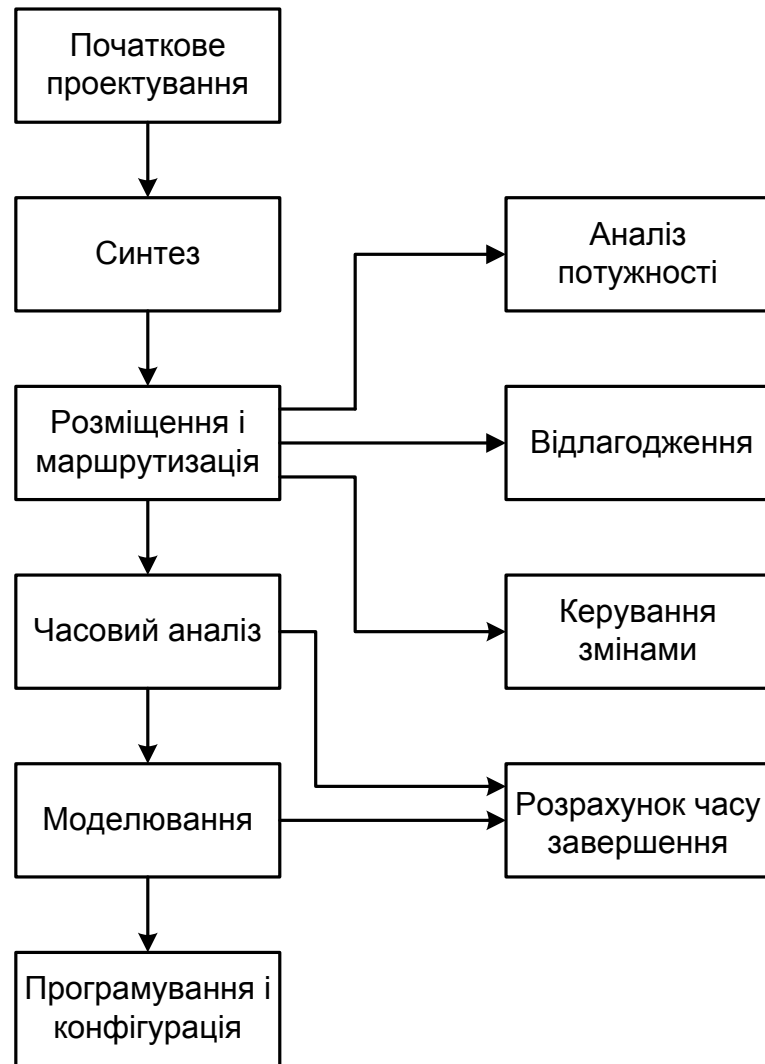 Початкове
проектування
Синтез
Аналіз
потужності
Розміщення і
маршрутизація
Відлагодження
Часовий аналіз
Керування
змінами
Моделювання
Розрахунок часу
завершення
Програмування і
конфігурація